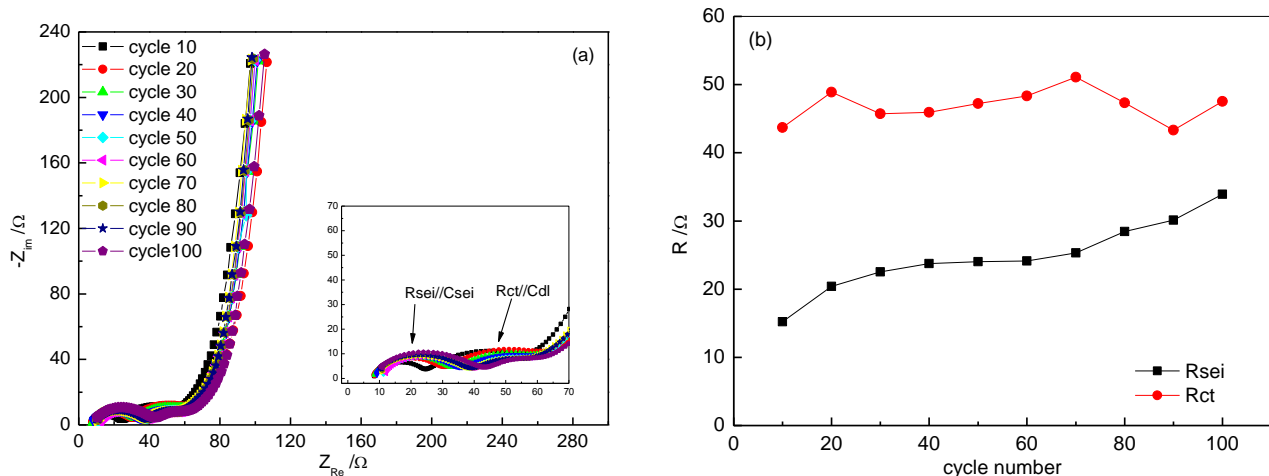 240
200
160
120
80
40
0
-Z_im /Ω
cycle 10
cycle 20
cycle 30
cycle 40
cycle 50
cycle 60
cycle 70
cycle 80
cycle 90
cycle100
(a)
70
60
50
40
30
20
10
0
Rsei//Csei
Rct//Cdl
0 10 20 30 40 50 60 70
0 40 80 120 160 200 240 280
Z_Re /Ω
60
50
40
30
20
10
0
R /Ω
(b)
Rsei
Rct
0 20 40 60 80 100
cycle number